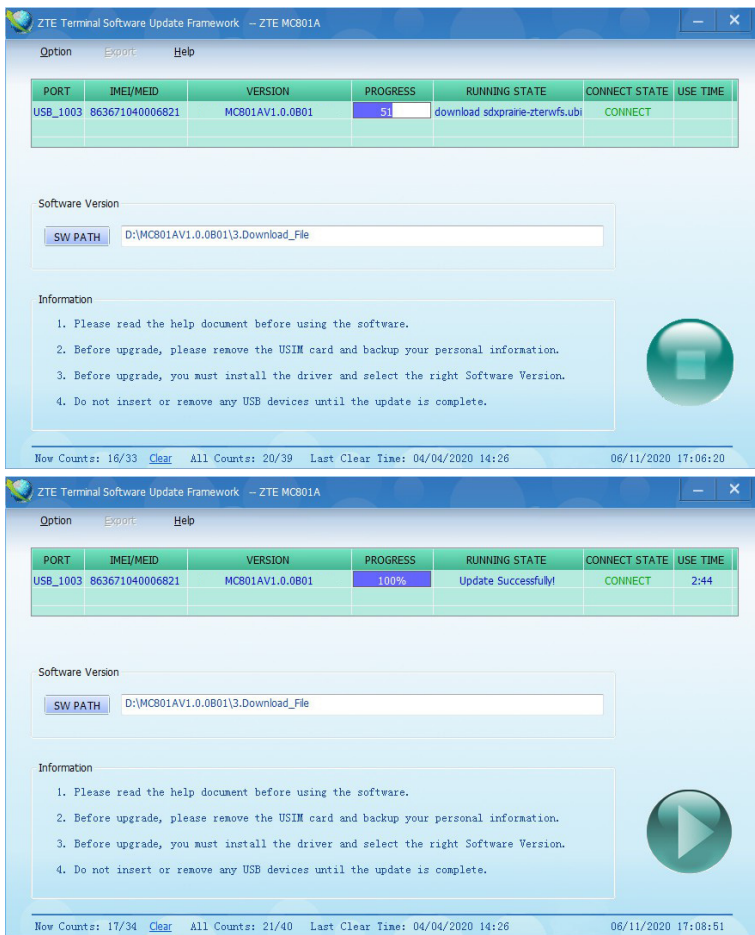 ZTE Terminal Software Update Framework -- ZTE MC801A
Option Export Help
PORT IMEI/MEID VERSION PROGRESS RUNNING STATE CONNECT STATE USE TIME
USB_1003 863671040006821 MC801AV1.0.0B01 51 download sdxprairie-zterwfs.ubi CONNECT
Software Version
SW PATH D:\MC801AV1.0.0B01\3.Download_File
Information
1. Please read the help document before using the software.
2. Before upgrade, please remove the USIM card and backup your personal information.
3. Before upgrade, you must install the driver and select the right Software Version.
4. Do not insert or remove any USB devices until the update is complete.
Now Counts: 16/33 Clear All Counts: 20/39 Last Clear Time: 04/04/2020 14:26 06/11/2020 17:06:20
ZTE Terminal Software Update Framework -- ZTE MC801A
Option Export Help
PORT IMEI/MEID VERSION PROGRESS RUNNING STATE CONNECT STATE USE TIME
USB_1003 863671040006821 MC801AV1.0.0B01 100% Update Successfully! CONNECT 2:44
Software Version
SW PATH D:\MC801AV1.0.0B01\3.Download_File
Information
1. Please read the help document before using the software.
2. Before upgrade, please remove the USIM card and backup your personal information.
3. Before upgrade, you must install the driver and select the right Software Version.
4. Do not insert or remove any USB devices until the update is complete.
Now Counts: 17/34 Clear All Counts: 21/40 Last Clear Time: 04/04/2020 14:26 06/11/2020 17:08:51